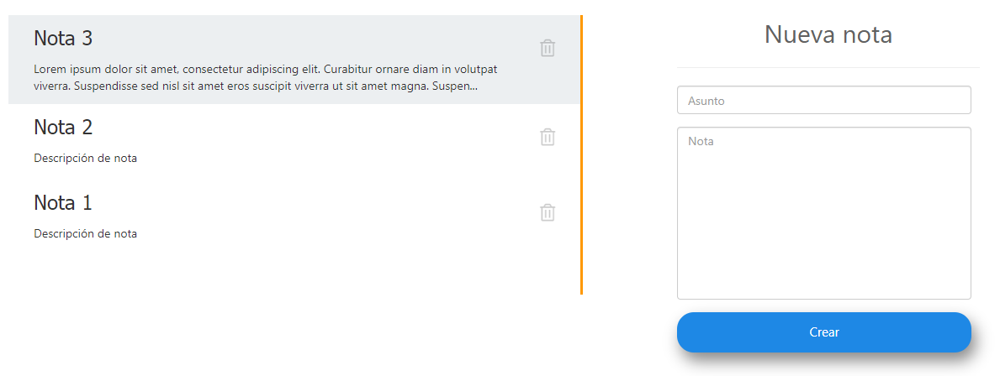 Nota 3
Lorem ipsum dolor sit amet, consectetur adipiscing elit. Curabitur ornare diam in volutpat
viverra. Suspendisse sed nisl sit amet eros suscipit viverra ut sit amet magna. Suspen...
Nota 2
Descripción de nota
Nota 1
Descripción de nota
Nueva nota
Asunto
Nota
Crear